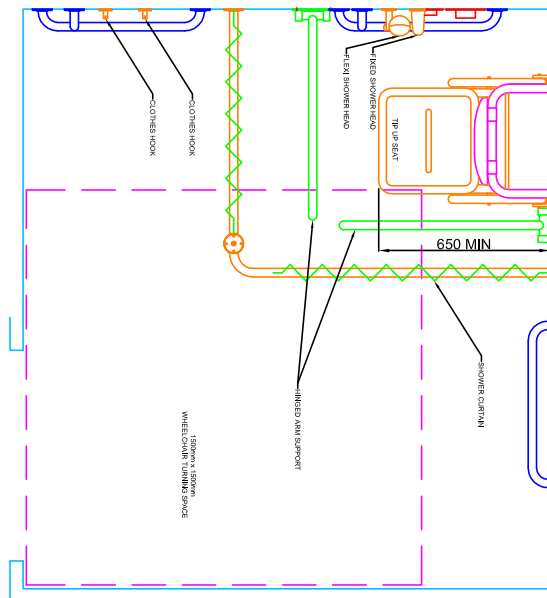 CLOTHES HOOK
CLOTHES HOOK
FLEXI SHOWER HEAD
FIXED SHOWER HEAD
TIP UP SEAT
650 MIN
SHOWER CURTAIN
HINGED ARM SUPPORT
1500mm x 1500mm
WHEELCHAIR TURNING SPACE